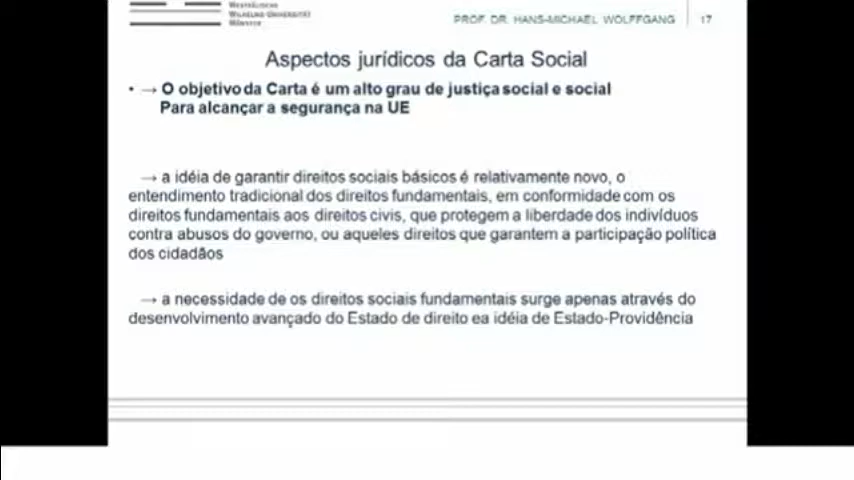 WESTFÄLISCHE
WILHELMS-UNIVERSITÄT
MÜNSTER
PROF. DR. HANS-MICHAEL WOLFFGANG
17
Aspectos jurídicos da Carta Social
• → O objetivo da Carta é um alto grau de justiça social e social
Para alcançar a segurança na UE
→ a idéia de garantir direitos sociais básicos é relativamente novo, o
entendimento tradicional dos direitos fundamentais, em conformidade com os
direitos fundamentais aos direitos civis, que protegem a liberdade dos indivíduos
contra abusos do governo, ou aqueles direitos que garantem a participação política
dos cidadãos
→ a necessidade de os direitos sociais fundamentais surge apenas através do
desenvolvimento avançado do Estado de direito ea idéia de Estado-Providência